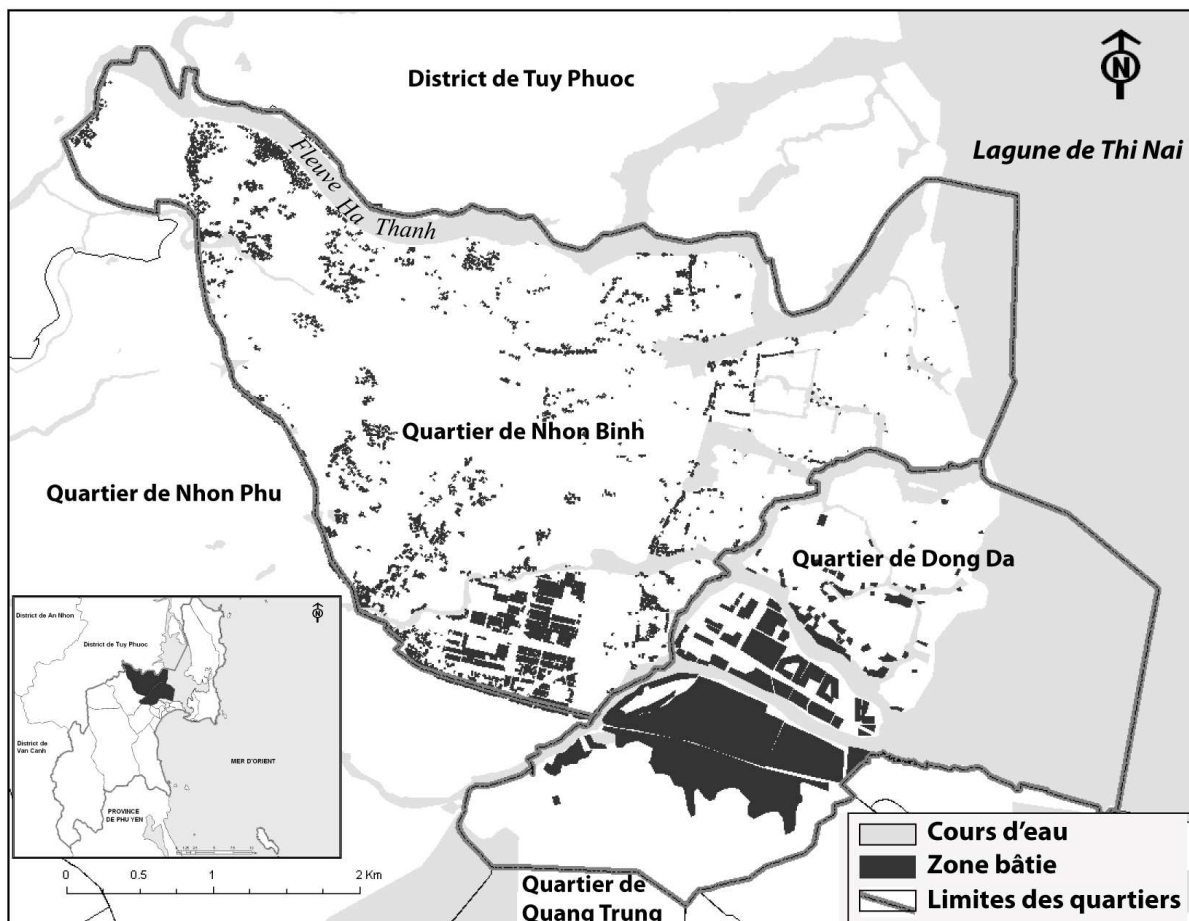 District de Tuy Phuoc
N
Lagune de Thi Nai
Fleuve Ha Thanh
Quartier de Nhon Binh
Quartier de Nhon Phu
Quartier de Dong Da
District de An Nhon
N
District de Tuy Phuoc
District de
Van Canh
MER D'ORIENT
PROVINCE
DE PHU YEN
0 0.5 1 2 Km
Quartier de
Quang Trung
Cours d'eau
Zone bâtie
Limites des quartiers